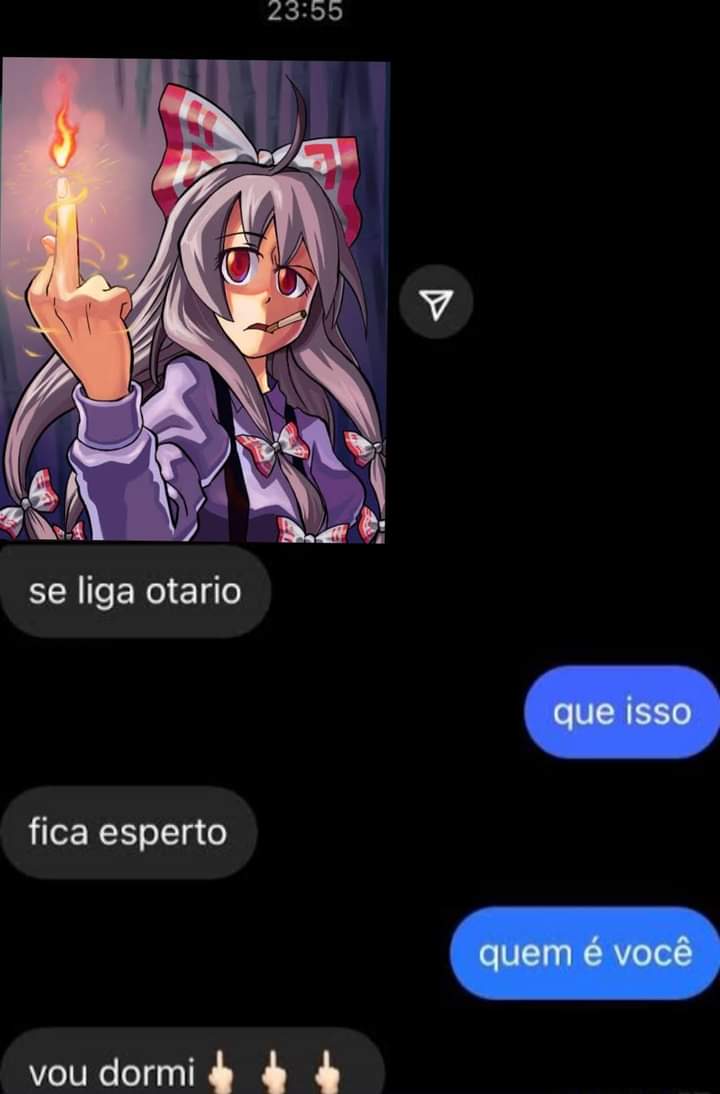 23:55
se liga otario
que isso
fica esperto
quem é você
vou dormi🖕🏻🖕🏻🖕🏻